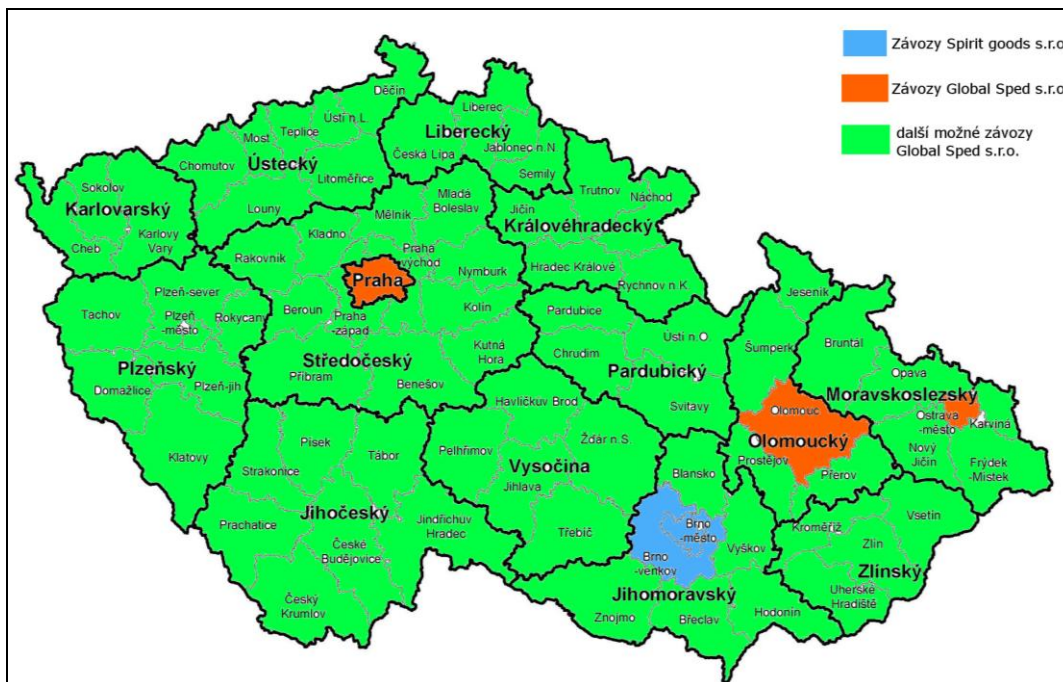 Závozy Spirit goods s.r.o
Závozy Global Sped s.r.o
další možné závozy
Global Sped s.r.o.
Děčín
Liberec
Ústí n.L.
Teplice
Most
Liberecký
Jablonec n.N.
Chomutov
Ústecký
Česká Lípa
Semily
Litoměřice
Trutnov
Náchod
Sokolov
Karlovarský
Louny
Mladá
Boleslav
Jičín
Mělník
Královéhradecký
Cheb
Karlovy
Vary
Kladno
Rakovník
Praha
-východ
Hradec Králové
Praha
Nymburk
Rychnov n.K.
Plzeň-sever
Jeseník
Tachov
Plzeň
-město
Rokycany
Beroun
Praha
-západ
Kolín
Pardubice
Ústí n.O
Šumperk
Bruntál
Plzeňský
Středočeský
Kutná
Hora
Chrudim
Pardubický
Opava
Domažlice
Plzeň-jih
Příbram
Benešov
Moravskoslezský
Svitavy
Olomouc
Ostrava
-město
Karviná
Havlíčkuv Brod
Olomoucký
Klatovy
Písek
Tábor
Pelhřimov
Žďár n.S.
Prostějov
Nový
Jičín
Frýdek
-Místek
Strakonice
Vysočina
Blansko
Přerov
Jihlava
Jihočeský
Prachatice
Jindřichuv
Hradec
Třebíč
Brno
-město
Vyškov
Kroměříž
Vsetín
České
Budějovice
Brno
-venkov
Zlín
Zlínský
Jihomoravský
Uherské
Hradiště
Český
Krumlov
Znojmo
Břeclav
Hodonín